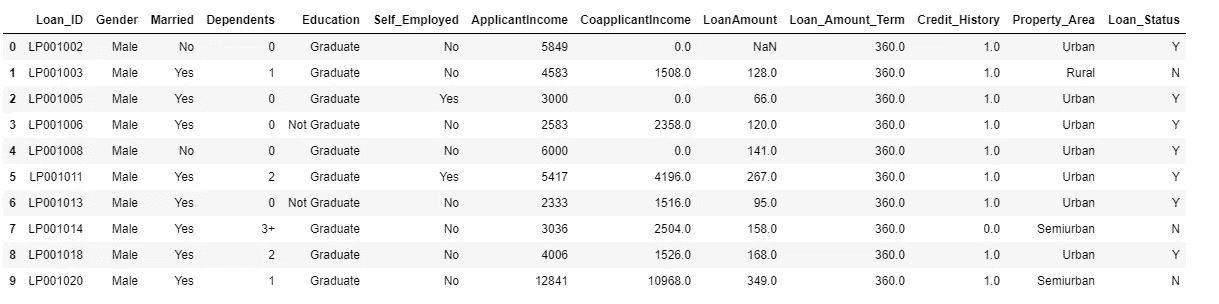 Loan_ID Gender Married Dependents Education Self_Employed ApplicantIncome CoapplicantIncome LoanAmount Loan_Amount_Term Credit_History Property_Area Loan_Status
0 LP001002 Male No 0 Graduate No 5849 0.0 NaN 360.0 1.0 Urban Y
1 LP001003 Male Yes 1 Graduate No 4583 1508.0 128.0 360.0 1.0 Rural N
2 LP001005 Male Yes 0 Graduate Yes 3000 0.0 66.0 360.0 1.0 Urban Y
3 LP001006 Male Yes 0 Not Graduate No 2583 2358.0 120.0 360.0 1.0 Urban Y
4 LP001008 Male No 0 Graduate No 6000 0.0 141.0 360.0 1.0 Urban Y
5 LP001011 Male Yes 2 Graduate Yes 5417 4196.0 267.0 360.0 1.0 Urban Y
6 LP001013 Male Yes 0 Not Graduate No 2333 1516.0 95.0 360.0 1.0 Urban Y
7 LP001014 Male Yes 3+ Graduate No 3036 2504.0 158.0 360.0 0.0 Semiurban N
8 LP001018 Male Yes 2 Graduate No 4006 1526.0 168.0 360.0 1.0 Urban Y
9 LP001020 Male Yes 1 Graduate No 12841 10968.0 349.0 360.0 1.0 Semiurban N